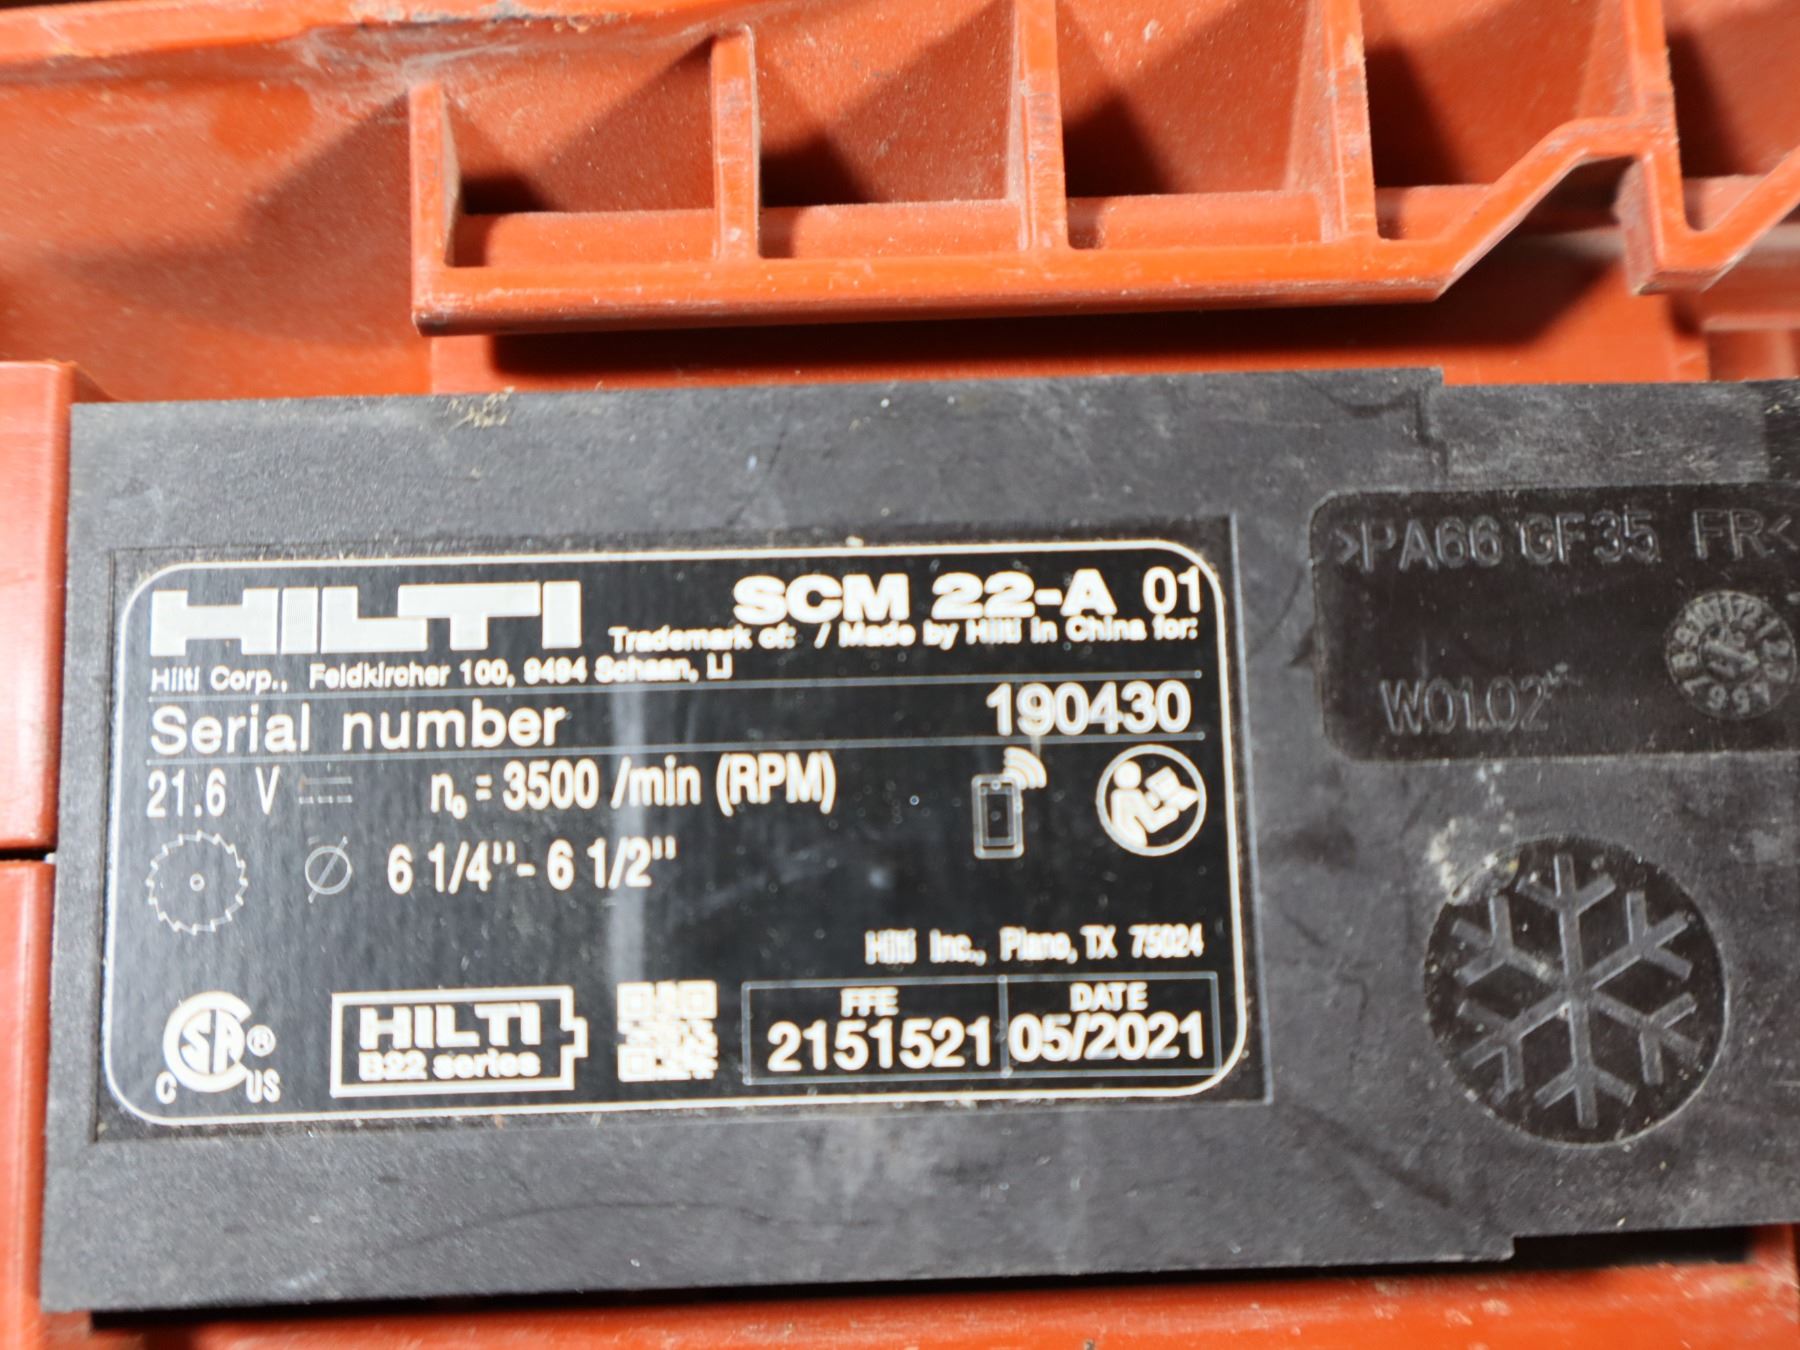 HILTI SCM 22-A 01
Trademark of: / Made by Hilti in China for:
Hilti Corp., Feldkircher 100, 9494 Schaan, LI
Serial number 190430
21.6 V n₀ = 3500 /min (RPM)
6 1/4'' - 6 1/2''
Hilti Inc., Plano, TX 75024
CSA ® C US
HILTI
B22 series
FFE
2151521
DATE
05/2021
>PA66 GF35 FR<
W01.02